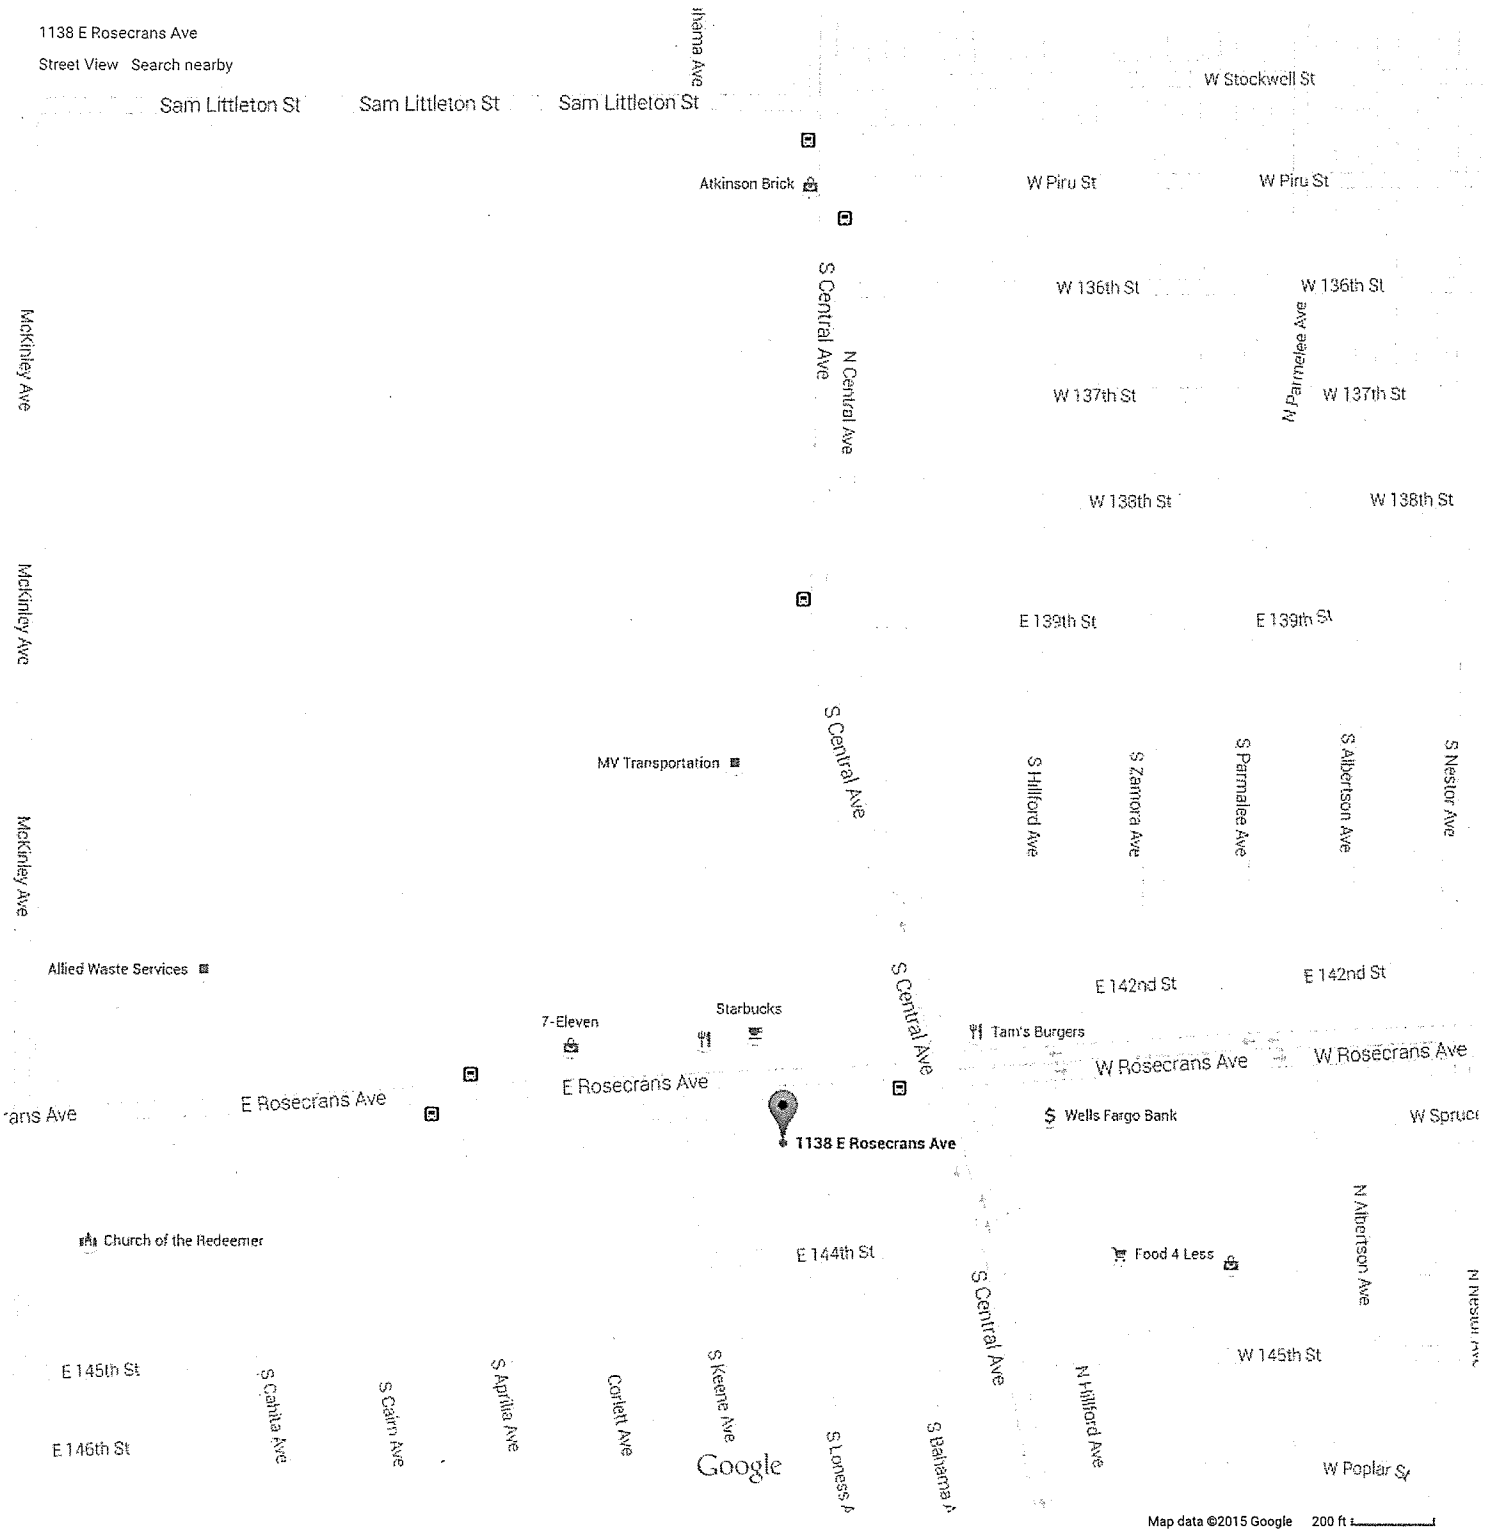 1138 E Rosecrans Ave
Street View Search nearby
hama Ave
W Stockwell St
Sam Littleton St Sam Littleton St Sam Littleton St
Atkinson Brick
W Piru St W Piru St
S Central Ave
W 136th St W 136th St
McKinley Ave
N Central Ave
N Parmelee Ave
W 137th St W 137th St
W 138th St W 138th St
McKinley Ave
E 139th St E 139th St
S Central Ave
MV Transportation
S Hillford Ave
S Zamora Ave
S Parmalee Ave
S Albertson Ave
S Nestor Ave
McKinley Ave
Allied Waste Services
S Central Ave
E 142nd St E 142nd St
7-Eleven
Starbucks
Tam's Burgers
W Rosecrans Ave W Rosecrans Ave
rans Ave
E Rosecrans Ave E Rosecrans Ave
Wells Fargo Bank
W Spruce
1138 E Rosecrans Ave
N Albertson Ave
Church of the Redeemer
E 144th St
Food 4 Less
S Central Ave
N Nestor Ave
W 145th St
E 145th St
S Cahita Ave
S Cairn Ave
S Aprilia Ave
Corlett Ave
S Keene Ave
N Hillford Ave
E 146th St
S Loness A
S Bahama A
Google
W Poplar St
Map data ©2015 Google 200 ft